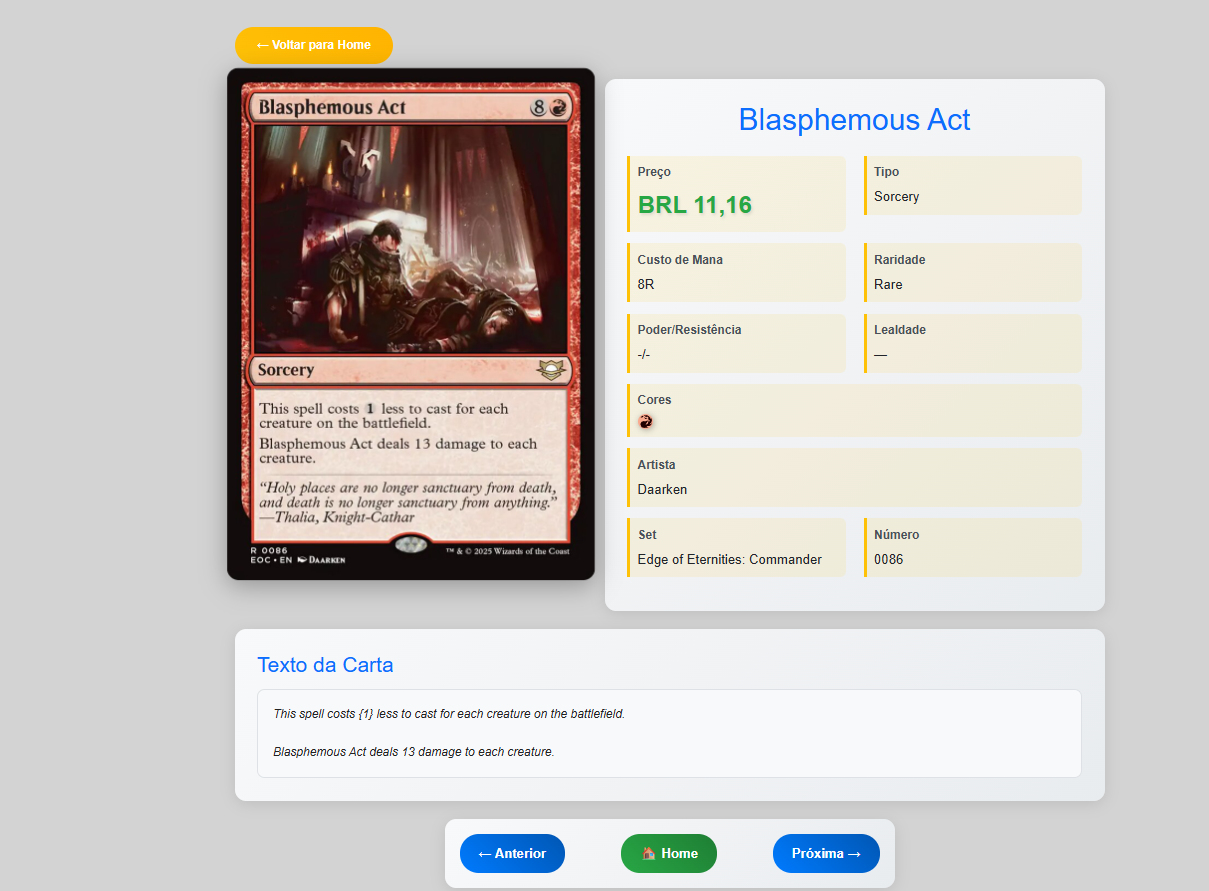 ← Voltar para Home
Blasphemous Act
8
Sorcery
This spell costs 1 less to cast for each
creature on the battlefield.
Blasphemous Act deals 13 damage to each
creature.
“Holy places are no longer sanctuary from death,
and death is no longer sanctuary from anything.”
—Thalia, Knight-Cathar
R 0086
EOC • EN DAARKEN
™ & © 2025 Wizards of the Coast
Blasphemous Act
Preço
BRL 11,16
Tipo
Sorcery
Custo de Mana
8R
Raridade
Rare
Poder/Resistência
-/-
Lealdade
—
Cores
Artista
Daarken
Set
Edge of Eternities: Commander
Número
0086
Texto da Carta
This spell costs {1} less to cast for each creature on the battlefield.
Blasphemous Act deals 13 damage to each creature.
← Anterior
Home
Próxima →